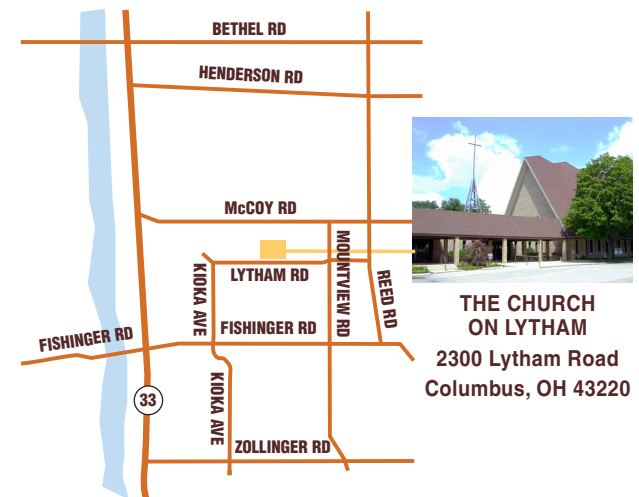 BETHEL RD
HENDERSON RD
McCOY RD
MOUNTVIEW RD
LYTHAM RD
KIOKA AVE
REED RD
FISHINGER RD
FISHINGER RD
KIOKA AVE
33
ZOLLINGER RD
THE CHURCH
ON LYTHAM
2300 Lytham Road
Columbus, OH 43220